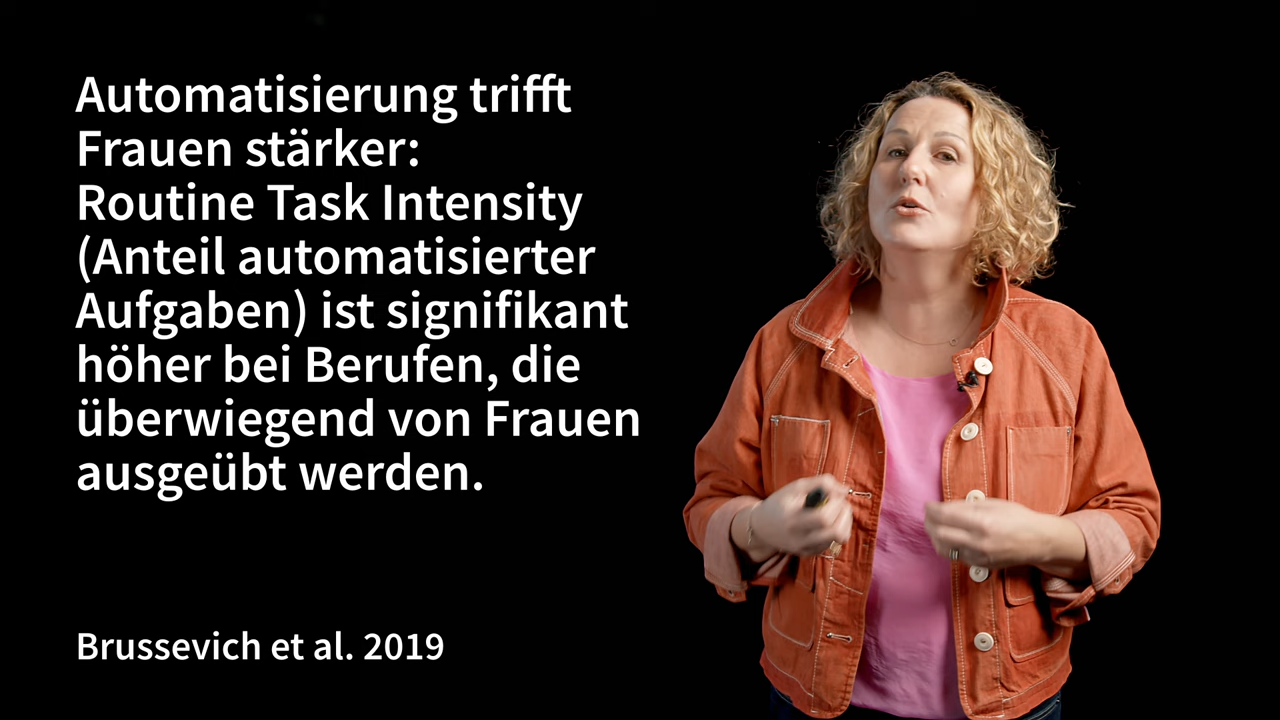 Automatisierung trifft
Frauen stärker:
Routine Task Intensity
(Anteil automatisierter
Aufgaben) ist signifikant
höher bei Berufen, die
überwiegend von Frauen
ausgeübt werden.
Brussevich et al. 2019